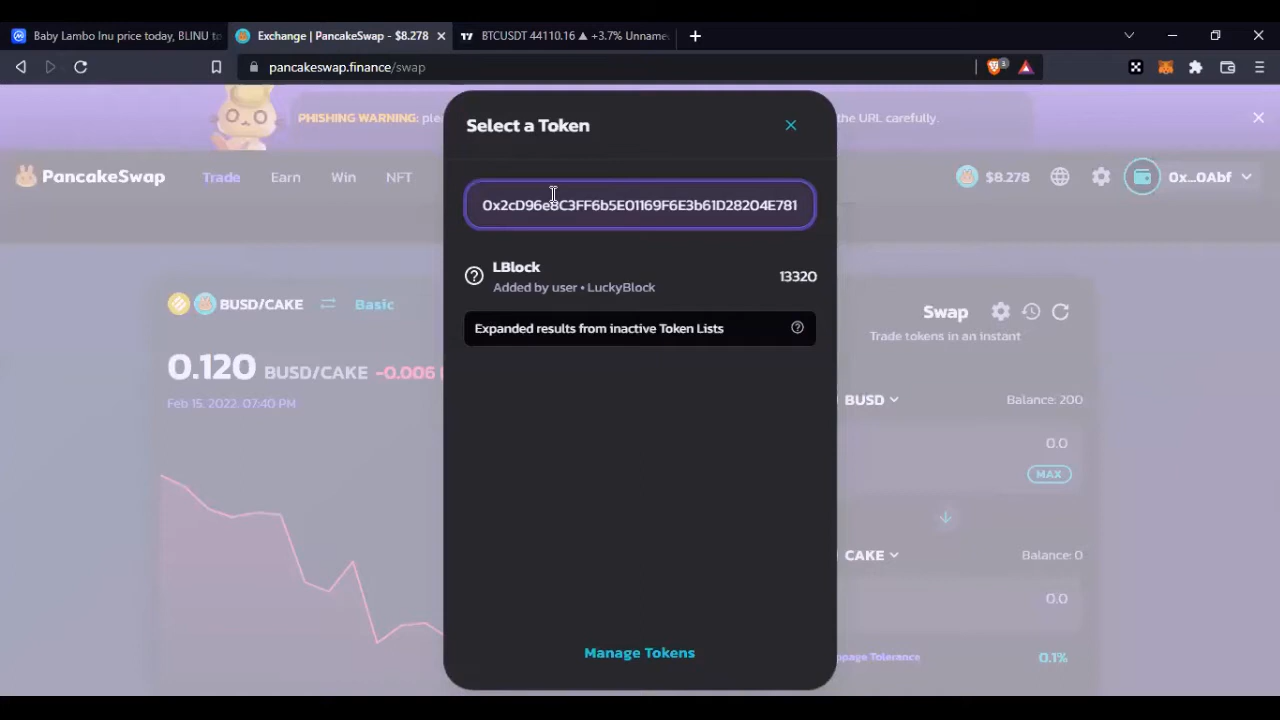 Baby Lambo Inu price today, BLINU to
Exchange | PancakeSwap - $8.278
BTCUSDT 44110.16 ▲ +3.7% Unname
pancakeswap.finance/swap
3
PHISHING WARNING: ple
the URL carefully.
PancakeSwap
Trade
Earn
Win
NFT
$8.278
0x...0Abf
Select a Token
0x2cD96e8C3FF6b5E01169F6E3b61D28204E781
LBlock
Added by user • LuckyBlock
13320
Expanded results from inactive Token Lists
Manage Tokens
BUSD/CAKE
Basic
0.120 BUSD/CAKE -0.006
Feb 15, 2022, 07:40 PM
Swap
Trade tokens in an instant
BUSD
Balance: 200
0.0
MAX
CAKE
Balance: 0
0.0
page Tolerance
0.1%